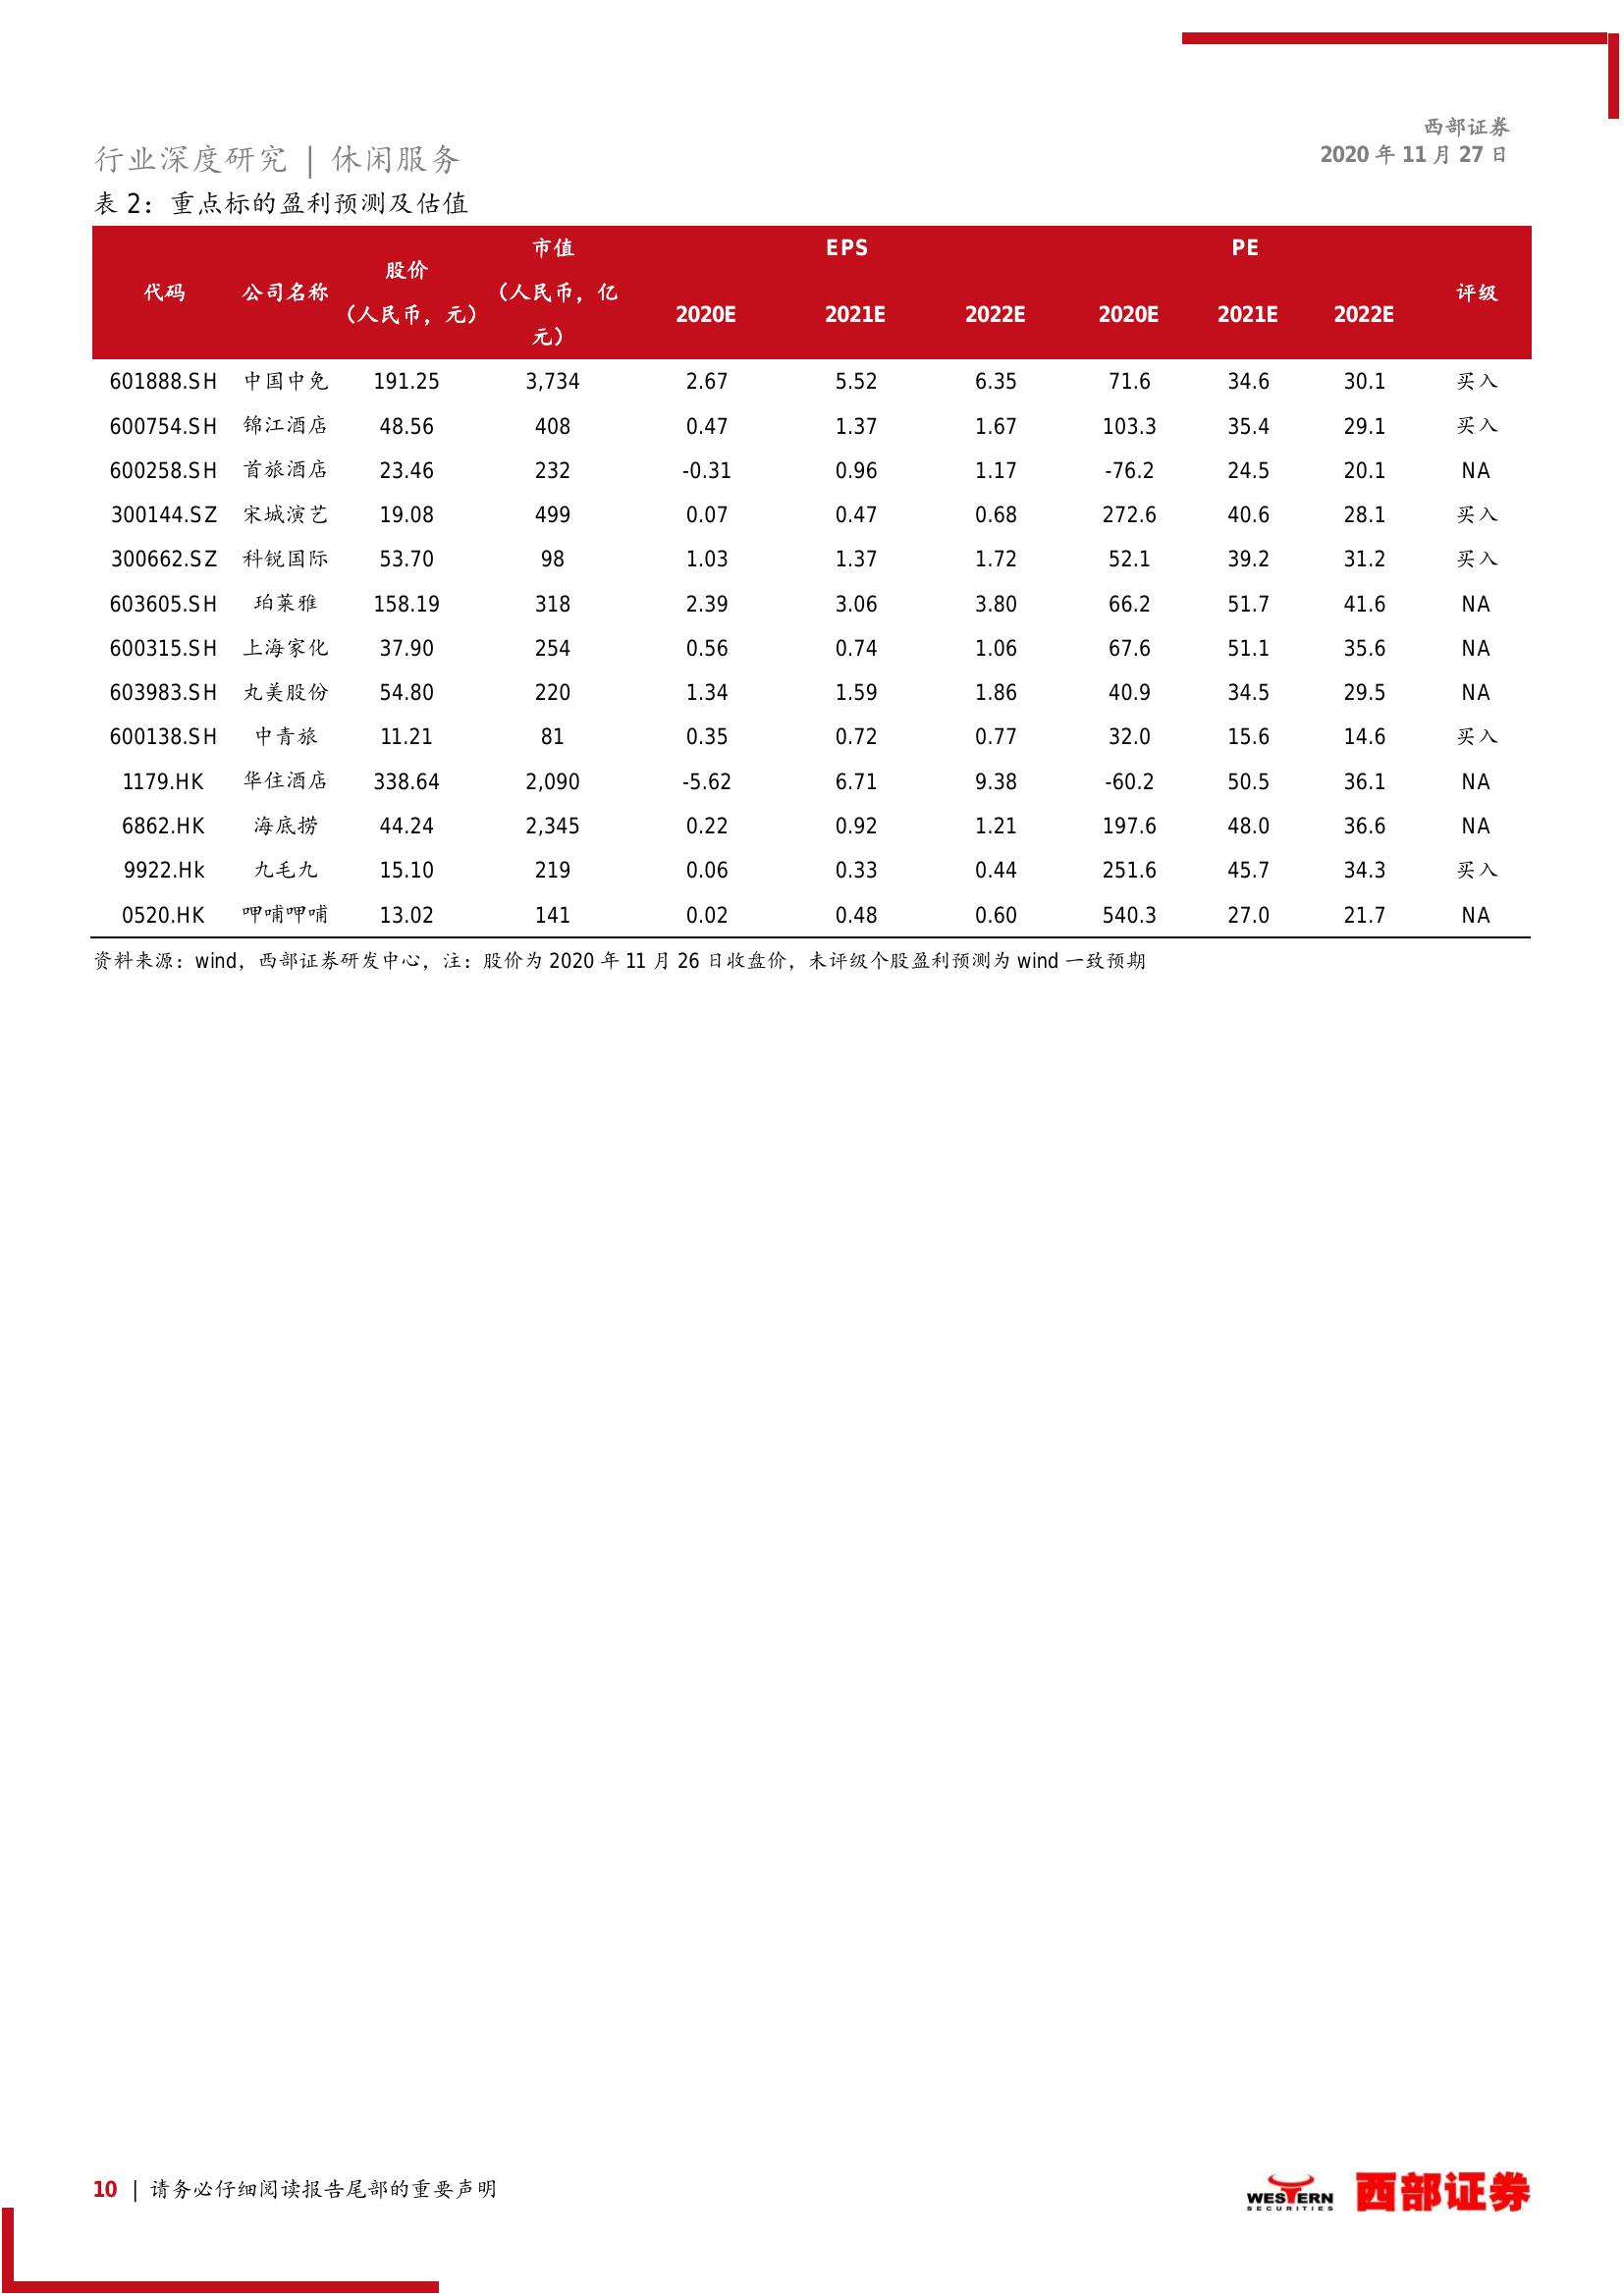 西部证券
2020 年 11 月 27 日
行业深度研究 | 休闲服务
表 2：重点标的盈利预测及估值
代码 公司名称 股价（人民币，元） 市值（人民币，亿元） EPS PE 评级
2020E 2021E 2022E 2020E 2021E 2022E
601888.SH 中国中免 191.25 3,734 2.67 5.52 6.35 71.6 34.6 30.1 买入
600754.SH 锦江酒店 48.56 408 0.47 1.37 1.67 103.3 35.4 29.1 买入
600258.SH 首旅酒店 23.46 232 -0.31 0.96 1.17 -76.2 24.5 20.1 NA
300144.SZ 宋城演艺 19.08 499 0.07 0.47 0.68 272.6 40.6 28.1 买入
300662.SZ 科锐国际 53.70 98 1.03 1.37 1.72 52.1 39.2 31.2 买入
603605.SH 珀莱雅 158.19 318 2.39 3.06 3.80 66.2 51.7 41.6 NA
600315.SH 上海家化 37.90 254 0.56 0.74 1.06 67.6 51.1 35.6 NA
603983.SH 丸美股份 54.80 220 1.34 1.59 1.86 40.9 34.5 29.5 NA
600138.SH 中青旅 11.21 81 0.35 0.72 0.77 32.0 15.6 14.6 买入
1179.HK 华住酒店 338.64 2,090 -5.62 6.71 9.38 -60.2 50.5 36.1 NA
6862.HK 海底捞 44.24 2,345 0.22 0.92 1.21 197.6 48.0 36.6 NA
9922.Hk 九毛九 15.10 219 0.06 0.33 0.44 251.6 45.7 34.3 买入
0520.HK 呷哺呷哺 13.02 141 0.02 0.48 0.60 540.3 27.0 21.7 NA
资料来源：wind，西部证券研发中心，注：股价为 2020 年 11 月 26 日收盘价，未评级个股盈利预测为 wind 一致预期
10 | 请务必仔细阅读报告尾部的重要声明
WESTERN
SECURITIES
西部证券